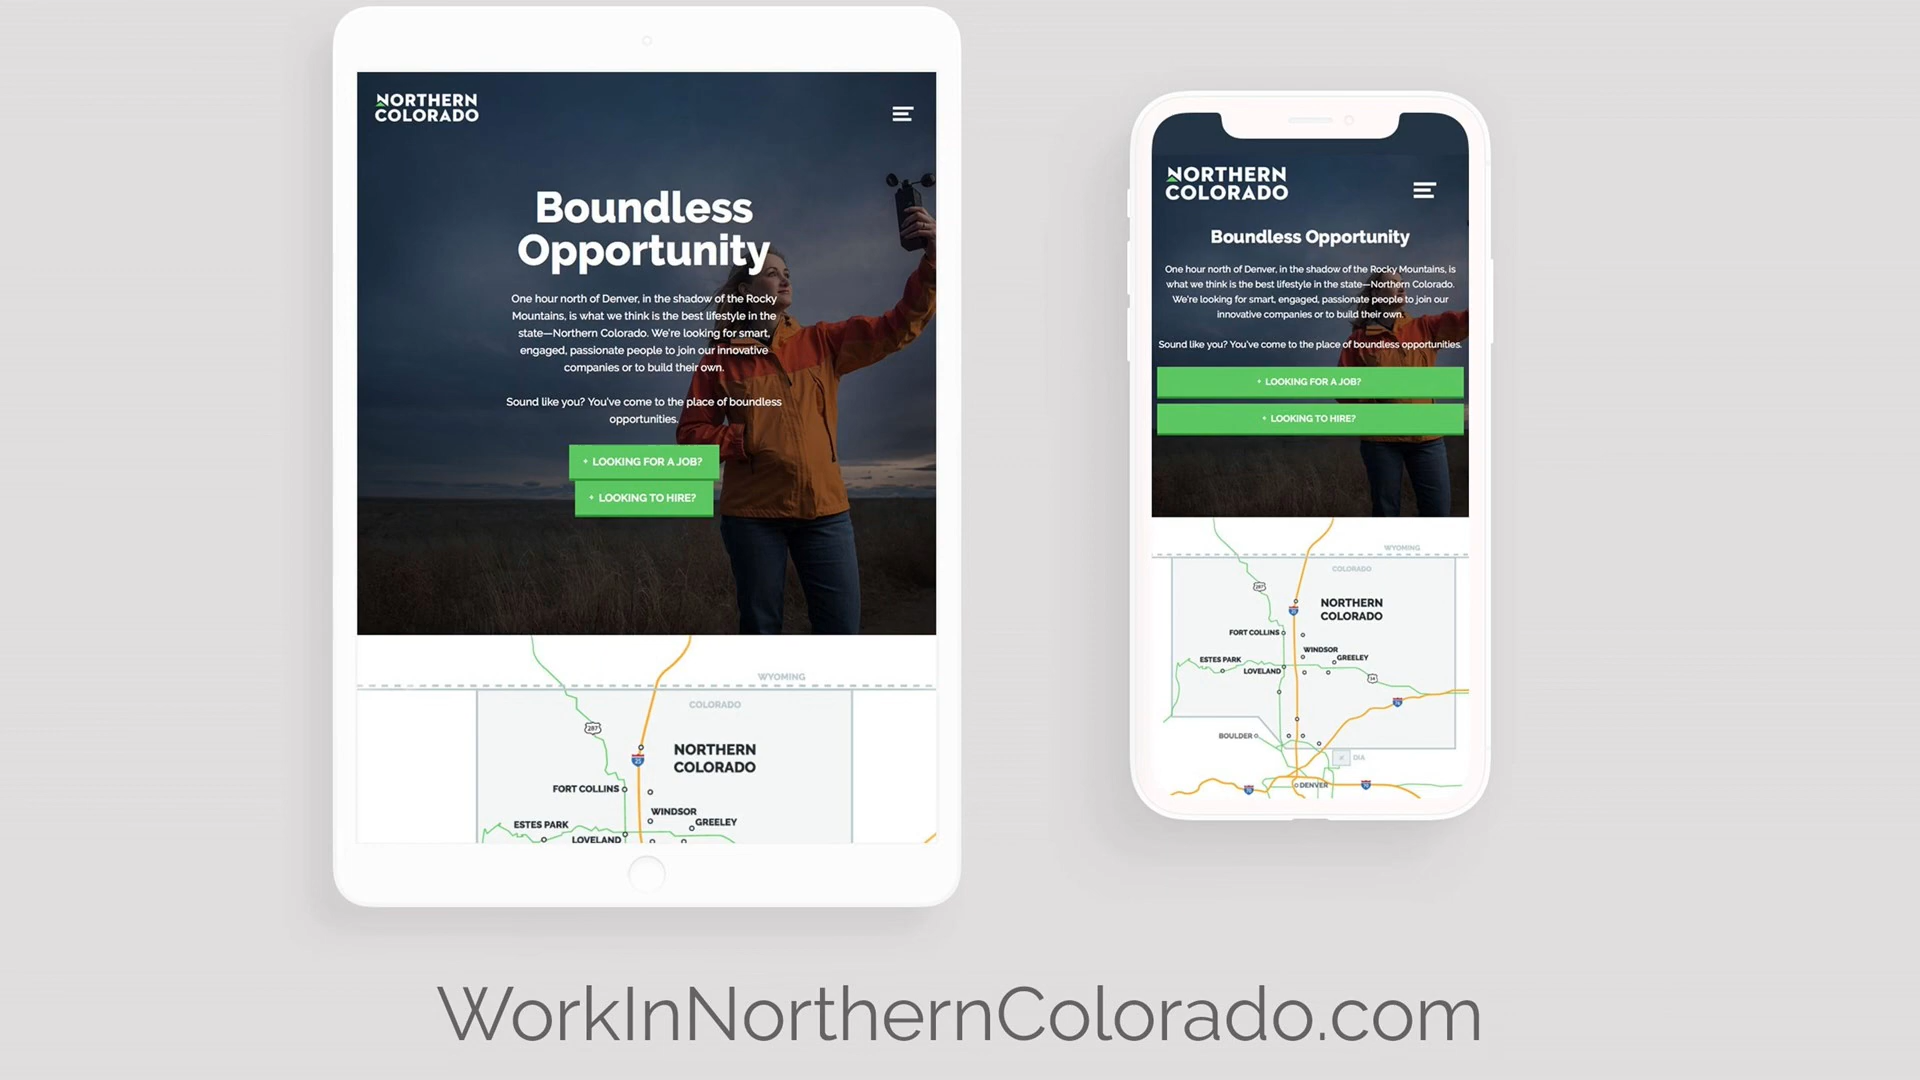 NORTHERN
COLORADO
Boundless
Opportunity
One hour north of Denver, in the shadow of the Rocky
Mountains, is what we think is the best lifestyle in the
state—Northern Colorado. We're looking for smart,
engaged, passionate people to join our innovative
companies or to build their own.
Sound like you? You've come to the place of boundless
opportunities.
+ LOOKING FOR A JOB?
+ LOOKING TO HIRE?
WYOMING
COLORADO
287
NORTHERN
COLORADO
25
FORT COLLINS
WINDSOR
GREELEY
ESTES PARK
LOVELAND
NORTHERN
COLORADO
Boundless Opportunity
One hour north of Denver, in the shadow of the Rocky Mountains, is
what we think is the best lifestyle in the state—Northern Colorado.
We're looking for smart, engaged, passionate people to join our
innovative companies or to build their own.
Sound like you? You've come to the place of boundless opportunities.
+ LOOKING FOR A JOB?
+ LOOKING TO HIRE?
WYOMING
COLORADO
287
NORTHERN
COLORADO
FORT COLLINS
WINDSOR
GREELEY
ESTES PARK
LOVELAND
34
BOULDER
DIA
DENVER
WorkInNorthernColorado.com